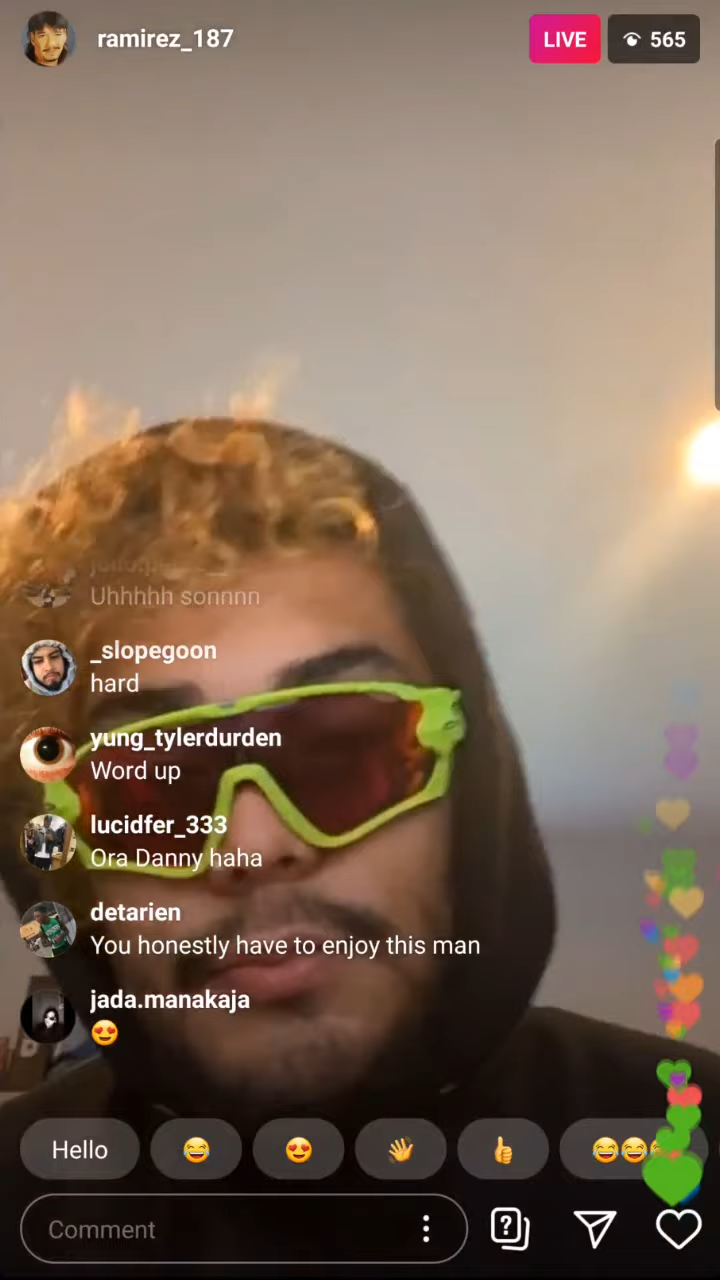 ramirez_187
LIVE
565
Uhhhhh sonnnn
_slopegoon
hard
yung_tylerdurden
Word up
lucidfer_333
Ora Danny haha
detarien
You honestly have to enjoy this man
jada.manakaja
😍
Hello 😂 😍 👋 👍 😂😂
Comment